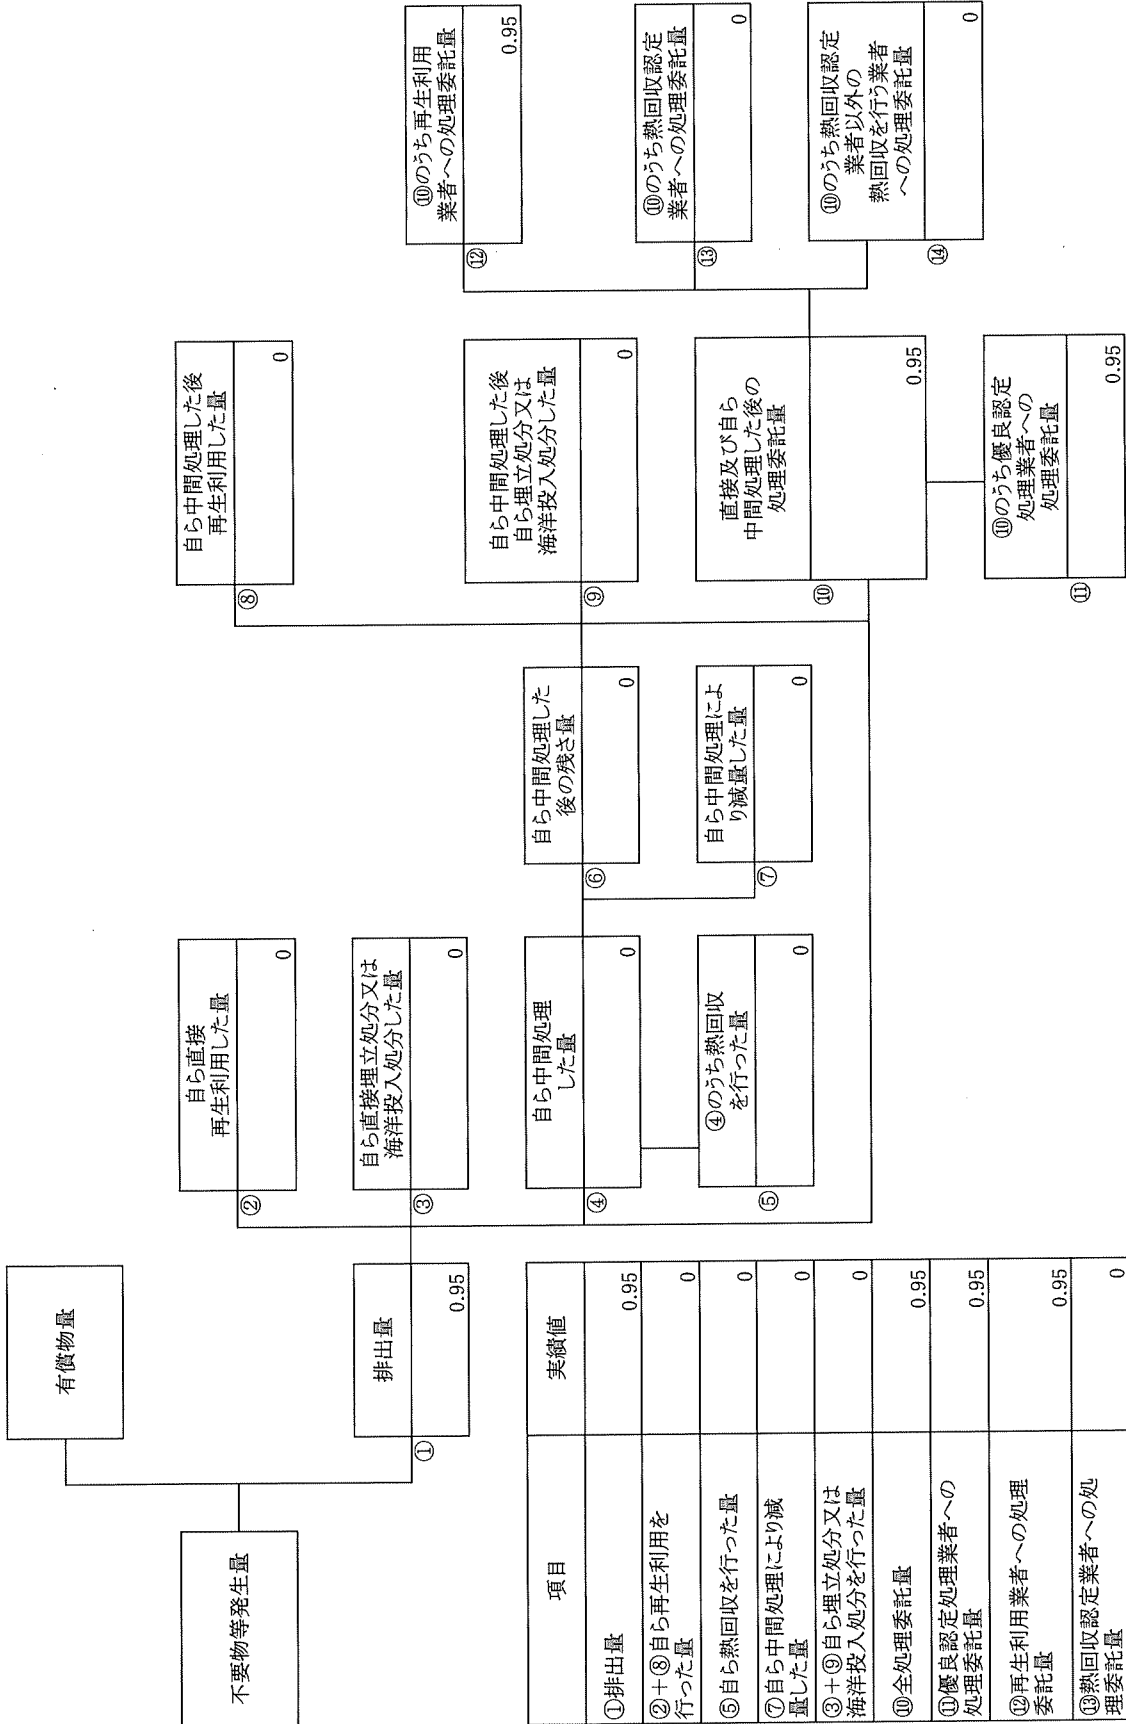 不要物等発生量
有償物量
排出量
①
0.95
自ら直接
再生利用した量
②
0
自ら直接埋立処分又は
海洋投入処分した量
③
0
自ら中間処理
した量
④
0
④のうち熱回収
を行った量
⑤
0
自ら中間処理した
後の残さ量
⑥
0
自ら中間処理によ
り減量した量
⑦
0
自ら中間処理した後
再生利用した量
⑧
0
自ら中間処理した後
自ら埋立処分又は
海洋投入処分した量
⑨
0
直接及び自ら
中間処理した後の
処理委託量
⑩
0.95
⑩のうち優良認定
処理業者への
処理委託量
⑪
0.95
⑩のうち再生利用
業者への処理委託量
⑫
0.95
⑩のうち熱回収認定
業者への処理委託量
⑬
0
⑩のうち熱回収認定
業者以外の
熱回収を行う業者
への処理委託量
⑭
0
項目 実績値
①排出量 0.95
②+⑧自ら再生利用を
行った量 0
⑤自ら熱回収を行った量 0
⑦自ら中間処理により減
量した量 0
③+⑨自ら埋立処分又は
海洋投入処分を行った量 0
⑩全処理委託量 0.95
⑪優良認定処理業者への
処理委託量 0.95
⑫再生利用業者への処理
委託量 0.95
⑬熱回収認定業者への処
理委託量 0